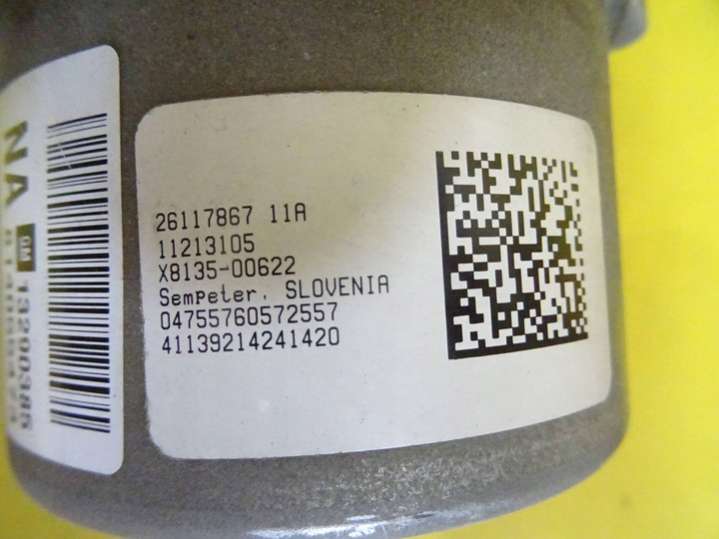 26117867 11A
11213105
X8135-00622
Sempeter, SLOVENIA
04755760572557
41139214241420
NA
GM
13200385